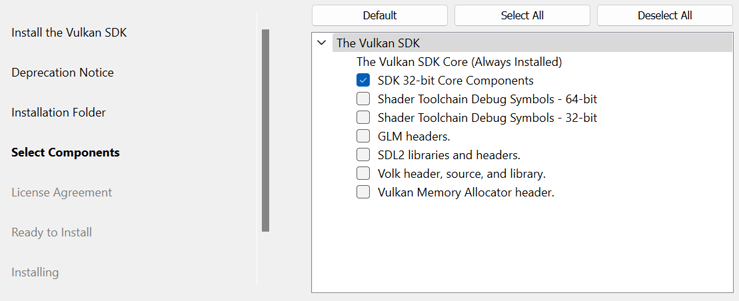 Install the Vulkan SDK
Deprecation Notice
Installation Folder
Select Components
License Agreement
Ready to Install
Installing
Default
Select All
Deselect All
The Vulkan SDK
The Vulkan SDK Core (Always Installed)
SDK 32-bit Core Components
Shader Toolchain Debug Symbols - 64-bit
Shader Toolchain Debug Symbols - 32-bit
GLM headers.
SDL2 libraries and headers.
Volk header, source, and library.
Vulkan Memory Allocator header.